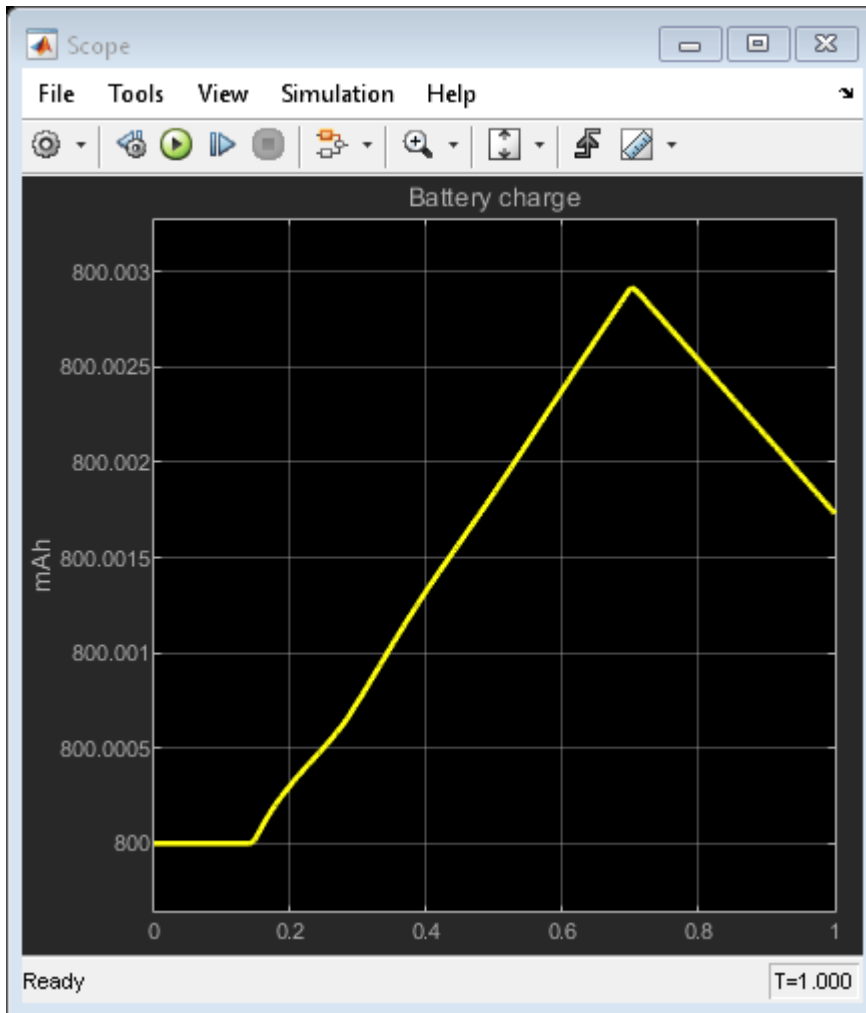 Scope
File Tools View Simulation Help
Battery charge
800.003
800.0025
800.002
800.0015
800.001
800.0005
800
mAh
0 0.2 0.4 0.6 0.8 1
Ready T=1.000